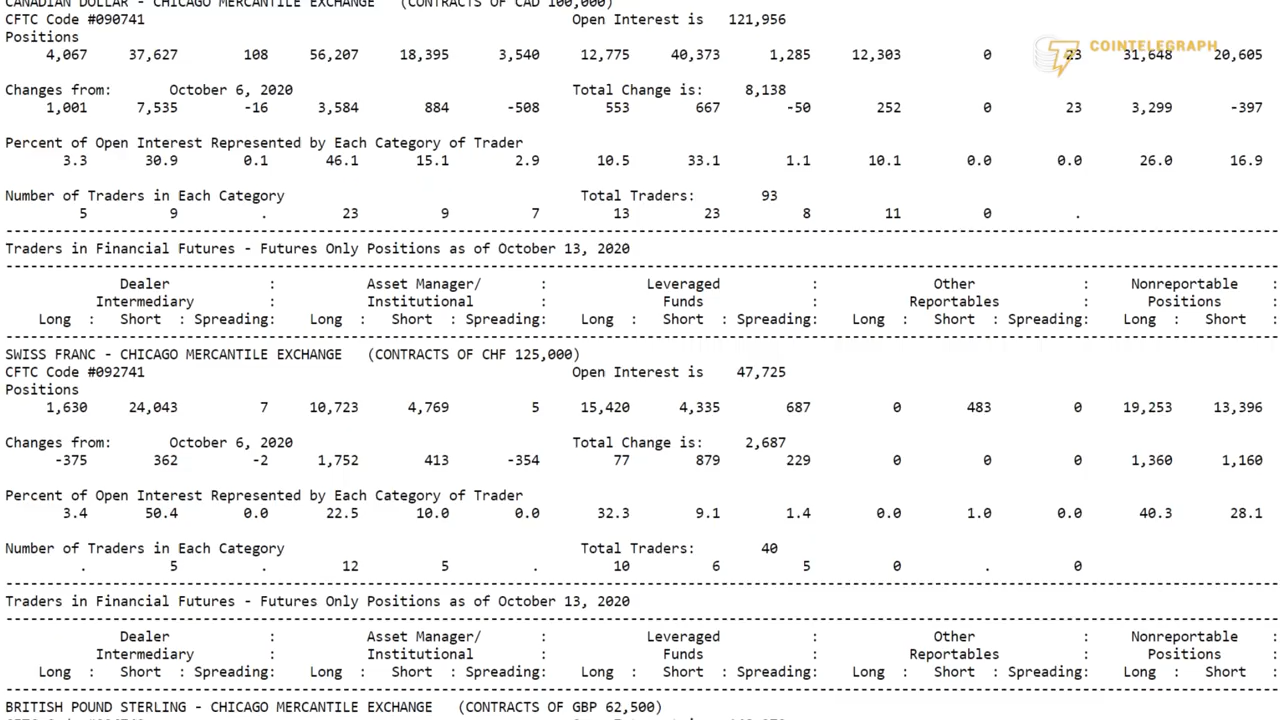 CANADIAN DOLLAR - CHICAGO MERCANTILE EXCHANGE (CONTRACTS OF CAD 100,000)
CFTC Code #090741 Open Interest is 121,956
Positions
4,067 37,627 108 56,207 18,395 3,540 12,775 40,373 1,285 12,303 0 23 31,648 20,605
COINTELEGRAPH
Changes from: October 6, 2020 Total Change is: 8,138
1,001 7,535 -16 3,584 884 -508 553 667 -50 252 0 23 3,299 -397
Percent of Open Interest Represented by Each Category of Trader
3.3 30.9 0.1 46.1 15.1 2.9 10.5 33.1 1.1 10.1 0.0 0.0 26.0 16.9
Number of Traders in Each Category Total Traders: 93
5 9 . 23 9 7 13 23 8 11 0 .
Traders in Financial Futures - Futures Only Positions as of October 13, 2020
Dealer : Asset Manager/ : Leveraged : Other : Nonreportable :
Intermediary : Institutional : Funds : Reportables : Positions :
Long : Short : Spreading: Long : Short : Spreading: Long : Short : Spreading: Long : Short : Spreading: Long : Short :
SWISS FRANC - CHICAGO MERCANTILE EXCHANGE (CONTRACTS OF CHF 125,000)
CFTC Code #092741 Open Interest is 47,725
Positions
1,630 24,043 7 10,723 4,769 5 15,420 4,335 687 0 483 0 19,253 13,396
Changes from: October 6, 2020 Total Change is: 2,687
-375 362 -2 1,752 413 -354 77 879 229 0 0 0 1,360 1,160
Percent of Open Interest Represented by Each Category of Trader
3.4 50.4 0.0 22.5 10.0 0.0 32.3 9.1 1.4 0.0 1.0 0.0 40.3 28.1
Number of Traders in Each Category Total Traders: 40
. 5 . 12 5 . 10 6 5 0 . 0
Traders in Financial Futures - Futures Only Positions as of October 13, 2020
Dealer : Asset Manager/ : Leveraged : Other : Nonreportable :
Intermediary : Institutional : Funds : Reportables : Positions :
Long : Short : Spreading: Long : Short : Spreading: Long : Short : Spreading: Long : Short : Spreading: Long : Short :
BRITISH POUND STERLING - CHICAGO MERCANTILE EXCHANGE (CONTRACTS OF GBP 62,500)